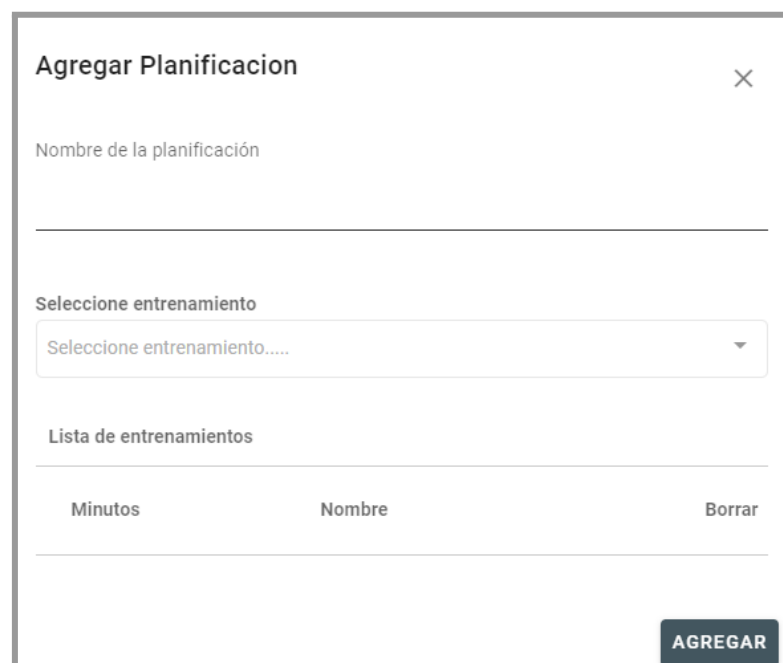 Agregar Planificacion
Nombre de la planificación
Seleccione entrenamiento
Seleccione entrenamiento.....
Lista de entrenamientos
Minutos Nombre Borrar
AGREGAR